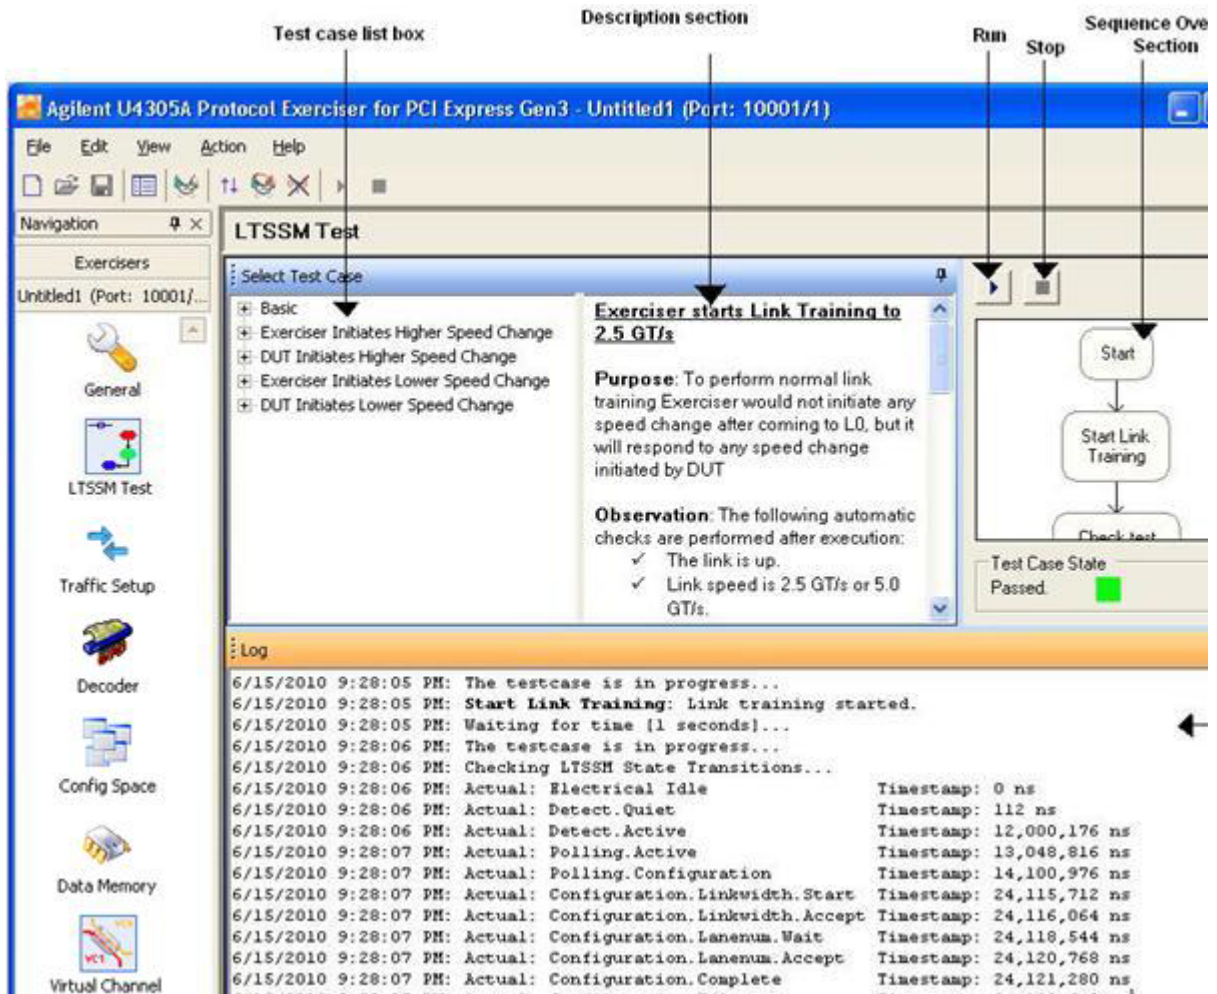 Test case list box
Description section
Run
Stop
Sequence Ove
Section
Agilent U4305A Protocol Exerciser for PCI Express Gen3 - Untitled1 (Port: 10001/1)
File Edit View Action Help
Navigation
Exercisers
Untitled1 (Port: 10001/...
General
LTSSM Test
Traffic Setup
Decoder
Config Space
Data Memory
Virtual Channel
LTSSM Test
Select Test Case
Basic
Exerciser Initiates Higher Speed Change
DUT Initiates Higher Speed Change
Exerciser Initiates Lower Speed Change
DUT Initiates Lower Speed Change
Exerciser starts Link Training to
2.5 GT/s
Purpose: To perform normal link
training Exerciser would not initiate any
speed change after coming to L0, but it
will respond to any speed change
initiated by DUT
Observation: The following automatic
checks are performed after execution:
✓ The link is up.
✓ Link speed is 2.5 GT/s or 5.0
GT/s.
Start
Start Link
Training
Check test
Test Case State
Passed.
Log
6/15/2010 9:28:05 PM: The testcase is in progress...
6/15/2010 9:28:05 PM: Start Link Training: Link training started.
6/15/2010 9:28:05 PM: Waiting for time [1 seconds]...
6/15/2010 9:28:06 PM: The testcase is in progress...
6/15/2010 9:28:06 PM: Checking LTSSM State Transitions...
6/15/2010 9:28:06 PM: Actual: Electrical Idle Timestamp: 0 ns
6/15/2010 9:28:06 PM: Actual: Detect.Quiet Timestamp: 112 ns
6/15/2010 9:28:06 PM: Actual: Detect.Active Timestamp: 12,000,176 ns
6/15/2010 9:28:07 PM: Actual: Polling.Active Timestamp: 13,048,816 ns
6/15/2010 9:28:07 PM: Actual: Polling.Configuration Timestamp: 14,100,976 ns
6/15/2010 9:28:07 PM: Actual: Configuration.Linkwidth.Start Timestamp: 24,115,712 ns
6/15/2010 9:28:07 PM: Actual: Configuration.Linkwidth.Accept Timestamp: 24,116,064 ns
6/15/2010 9:28:07 PM: Actual: Configuration.Lanenum.Wait Timestamp: 24,118,544 ns
6/15/2010 9:28:07 PM: Actual: Configuration.Lanenum.Accept Timestamp: 24,120,768 ns
6/15/2010 9:28:07 PM: Actual: Configuration.Complete Timestamp: 24,121,280 ns